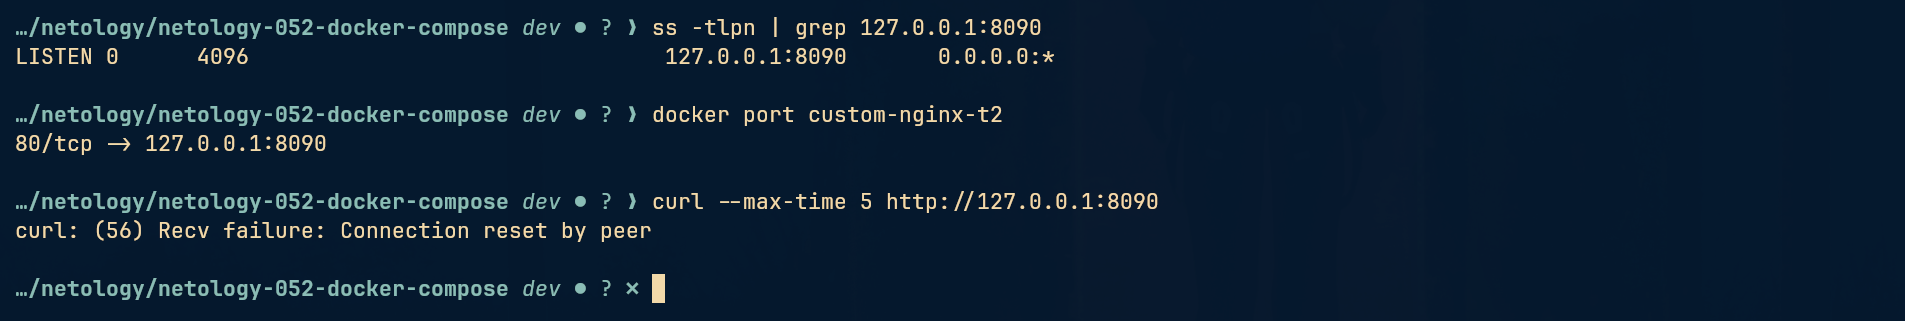 …/netology/netology-052-docker-compose dev ● ? ❯ ss -tlpn | grep 127.0.0.1:8090
LISTEN 0      4096                                127.0.0.1:8090       0.0.0.0:*
…/netology/netology-052-docker-compose dev ● ? ❯ docker port custom-nginx-t2
80/tcp -> 127.0.0.1:8090
…/netology/netology-052-docker-compose dev ● ? ❯ curl --max-time 5 http://127.0.0.1:8090
curl: (56) Recv failure: Connection reset by peer
…/netology/netology-052-docker-compose dev ● ? ×